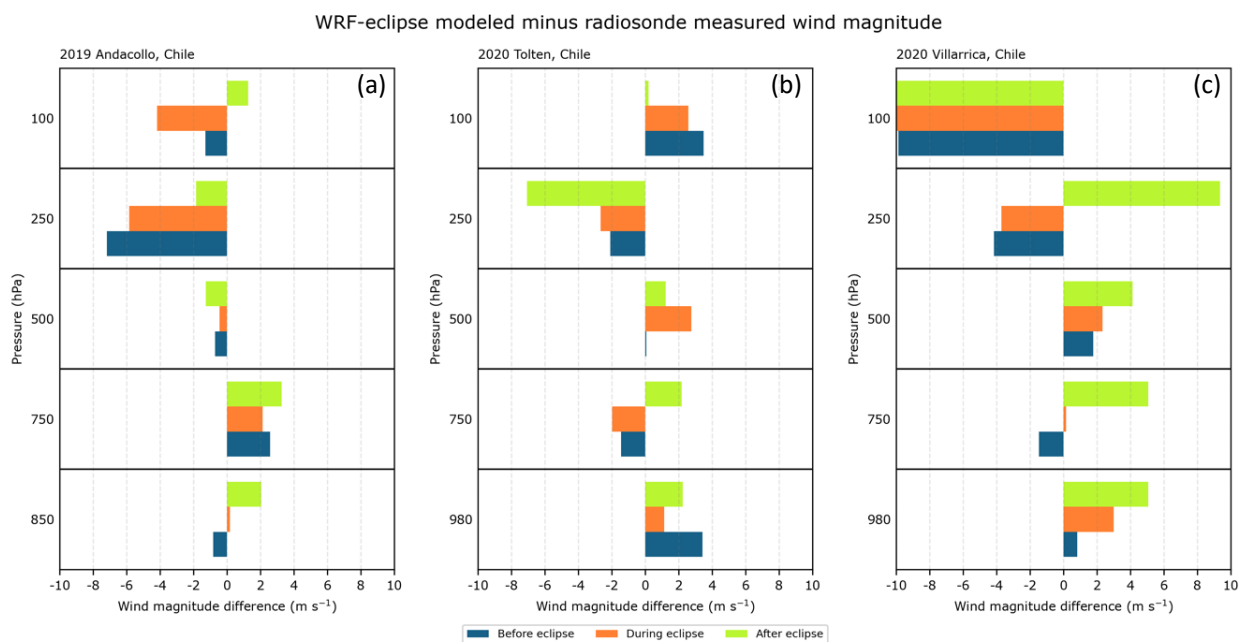 WRF-eclipse modeled minus radiosonde measured wind magnitude
2019 Andacollo, Chile
(a)
100
250
500
750
850
Pressure (hPa)
-10 -8 -6 -4 -2 0 2 4 6 8 10
Wind magnitude difference (m s⁻¹)
2020 Tolten, Chile
(b)
100
250
500
750
980
Pressure (hPa)
-10 -8 -6 -4 -2 0 2 4 6 8 10
Wind magnitude difference (m s⁻¹)
2020 Villarrica, Chile
(c)
100
250
500
750
980
Pressure (hPa)
-10 -8 -6 -4 -2 0 2 4 6 8 10
Wind magnitude difference (m s⁻¹)
Before eclipse During eclipse After eclipse